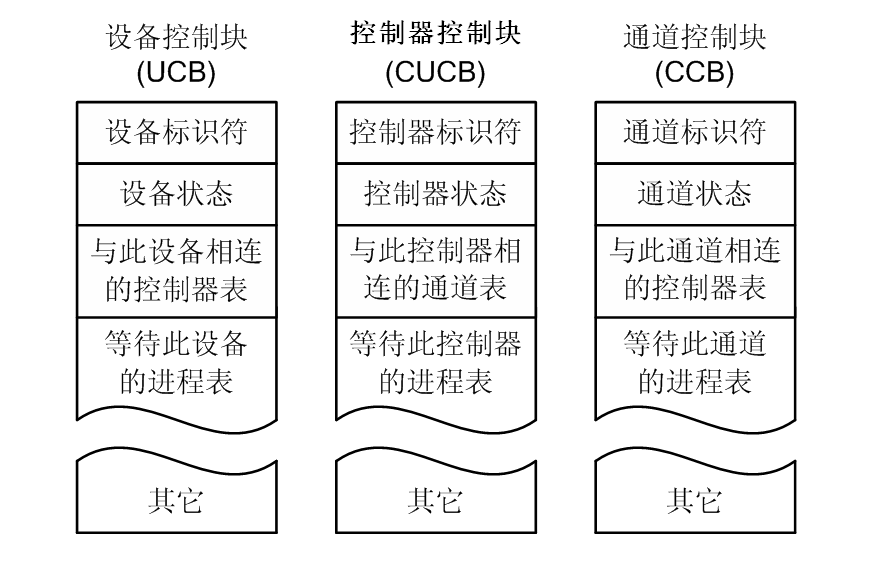 设备控制块
(UCB)
设备标识符
设备状态
与此设备相连
的控制器表
等待此设备
的进程表
其它
控制器控制块
(CUCB)
控制器标识符
控制器状态
与此控制器相
连的通道表
等待此控制器
的进程表
其它
通道控制块
(CCB)
通道标识符
通道状态
与此通道相连
的控制器表
等待此通道
的进程表
其它